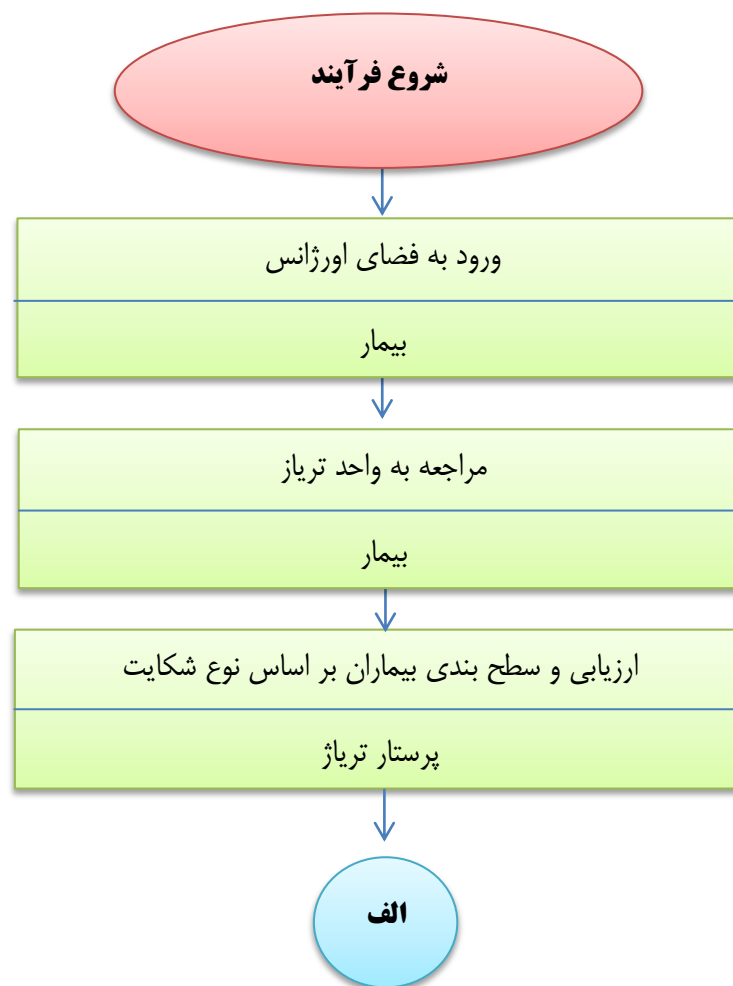 شروع فرآیند
ورود به فضای اورژانس
بیمار
مراجعه به واحد تریاز
بیمار
ارزیابی و سطح بندی بیماران بر اساس نوع شکایت
پرستار تریاژ
الف